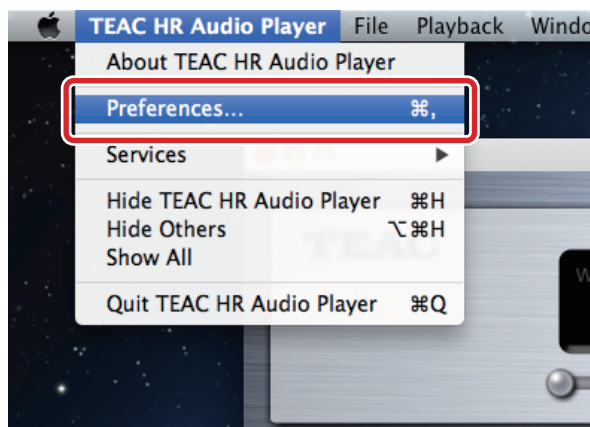 TEAC HR Audio Player File Playback Windo
About TEAC HR Audio Player
Preferences... ⌘,
Services ▶
Hide TEAC HR Audio Player ⌘H
Hide Others ⌥⌘H
Show All
TEAC
Quit TEAC HR Audio Player ⌘Q
W